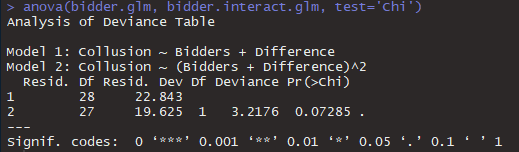 > anova(bidder.glm, bidder.interact.glm, test='Chi')
Analysis of Deviance Table

Model 1: Collusion ~ Bidders + Difference
Model 2: Collusion ~ (Bidders + Difference)^2
  Resid. Df Resid. Dev Df Deviance Pr(>Chi)
1        28     22.843
2        27     19.625  1   3.2176  0.07285 .
---
Signif. codes:  0 ‘***’ 0.001 ‘**’ 0.01 ‘*’ 0.05 ‘.’ 0.1 ‘ ’ 1